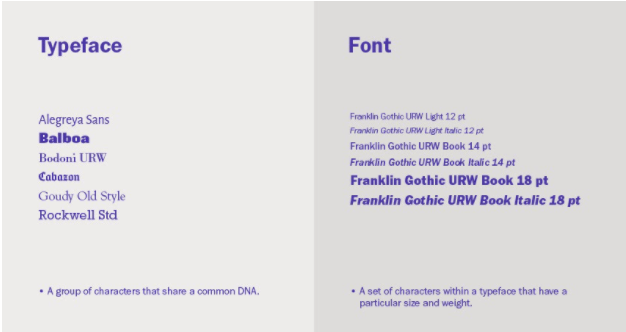 Typeface
Alegreya Sans
Balboa
Bodoni URW
Cabazon
Goudy Old Style
Rockwell Std
• A group of characters that share a common DNA.
Font
Franklin Gothic URW Light 12 pt
Franklin Gothic URW Light Italic 12 pt
Franklin Gothic URW Book 14 pt
Franklin Gothic URW Book Italic 14 pt
Franklin Gothic URW Book 18 pt
Franklin Gothic URW Book Italic 18 pt
• A set of characters within a typeface that have a
particular size and weight.